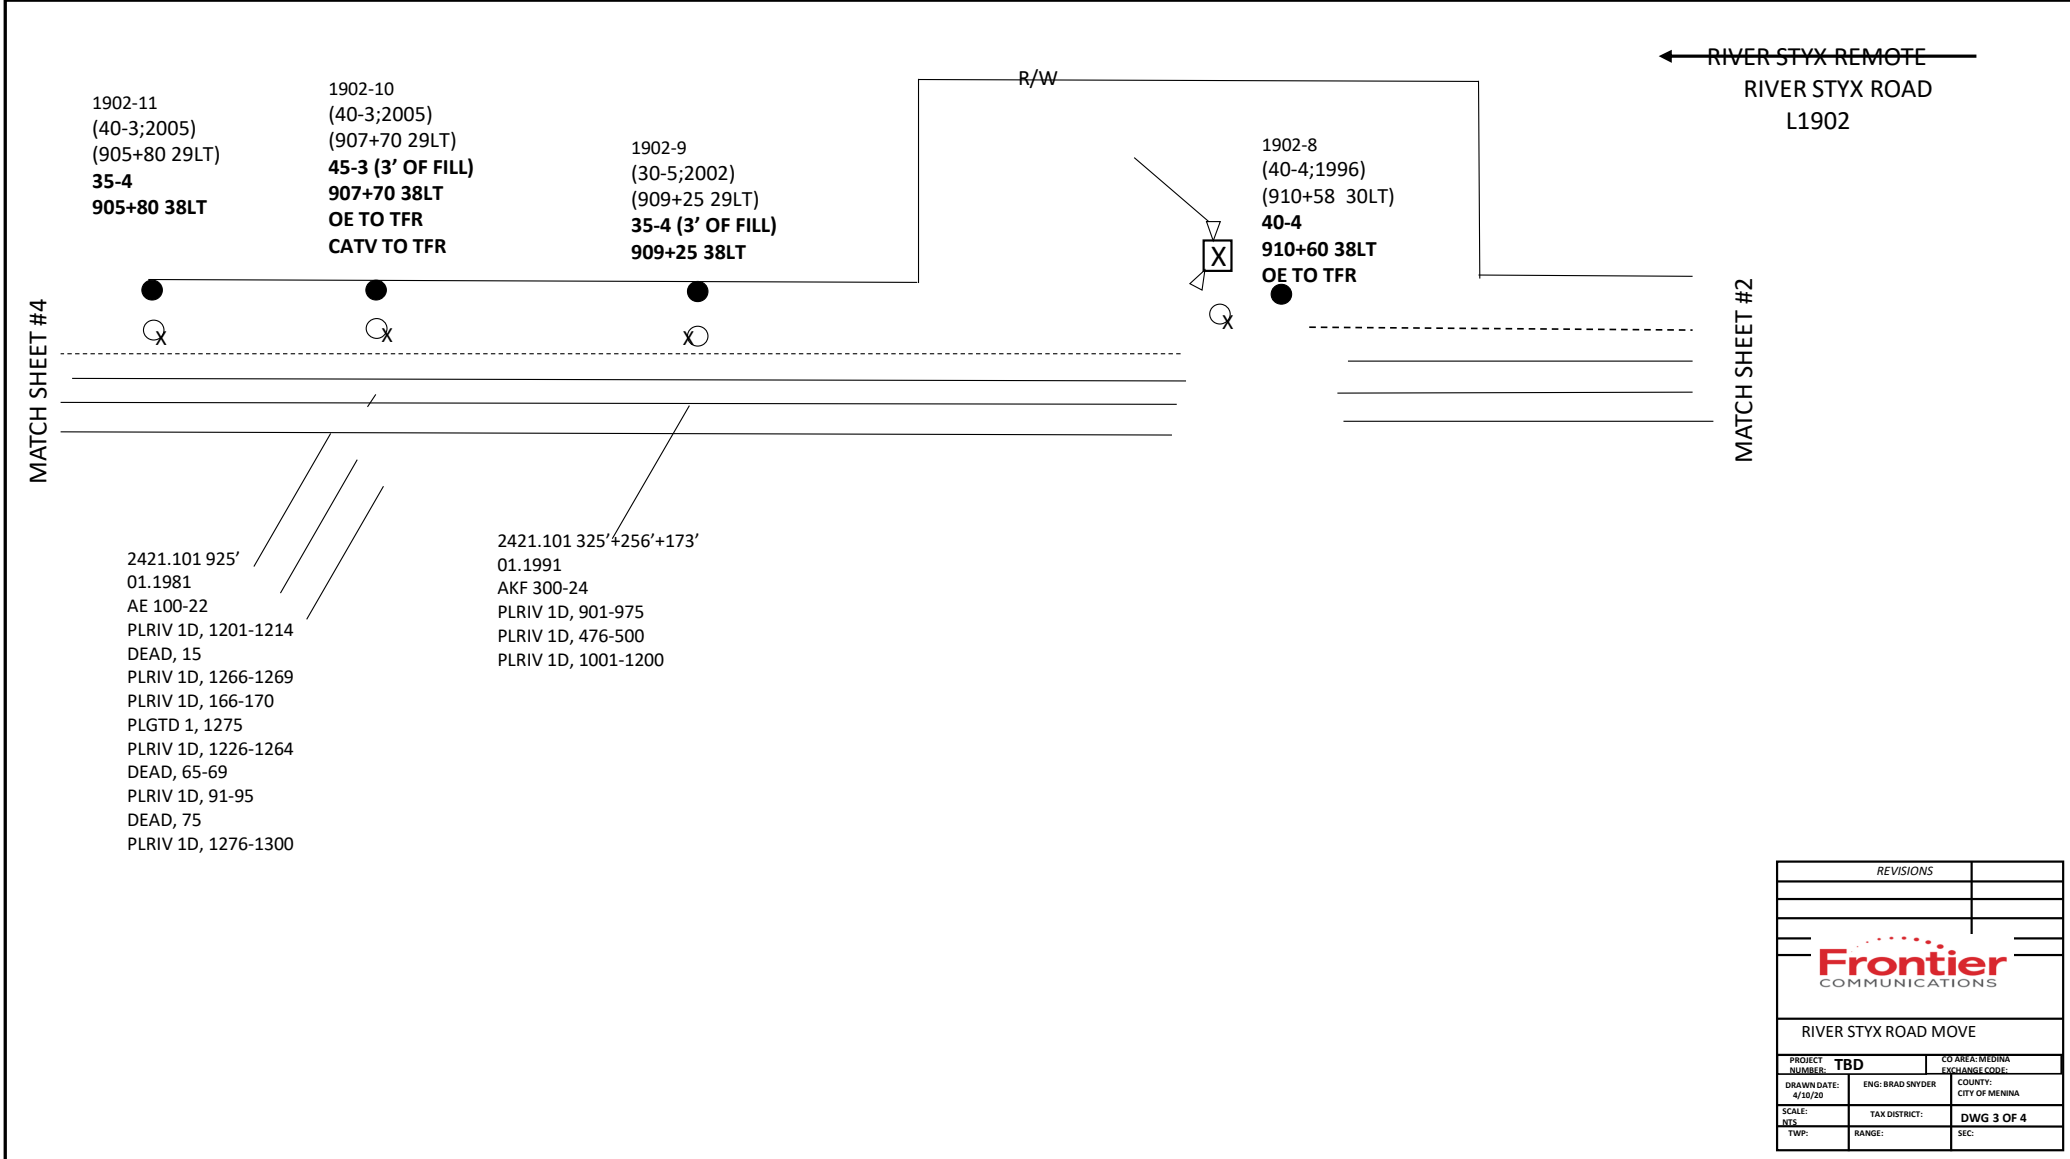 RIVER STYX REMOTE
RIVER STYX ROAD
L1902
R/W
1902-11
(40-3;2005)
(905+80 29LT)
35-4
905+80 38LT
1902-10
(40-3;2005)
(907+70 29LT)
45-3 (3’ OF FILL)
907+70 38LT
OE TO TFR
CATV TO TFR
1902-9
(30-5;2002)
(909+25 29LT)
35-4 (3’ OF FILL)
909+25 38LT
1902-8
(40-4;1996)
(910+58 30LT)
40-4
910+60 38LT
OE TO TFR
X
X
X
X
X
MATCH SHEET #4
MATCH SHEET #2
2421.101 925’
01.1981
AE 100-22
PLRIV 1D, 1201-1214
DEAD, 15
PLRIV 1D, 1266-1269
PLRIV 1D, 166-170
PLGTD 1, 1275
PLRIV 1D, 1226-1264
DEAD, 65-69
PLRIV 1D, 91-95
DEAD, 75
PLRIV 1D, 1276-1300
2421.101 325’+256’+173’
01.1991
AKF 300-24
PLRIV 1D, 901-975
PLRIV 1D, 476-500
PLRIV 1D, 1001-1200
REVISIONS
Frontier
COMMUNICATIONS
RIVER STYX ROAD MOVE
PROJECT NUMBER: TBD
CO AREA: MEDINA
EXCHANGE CODE:
DRAWN DATE: 4/10/20
ENG: BRAD SNYDER
COUNTY:
CITY OF MENINA
SCALE: NTS
TAX DISTRICT:
DWG 3 OF 4
TWP:
RANGE:
SEC: